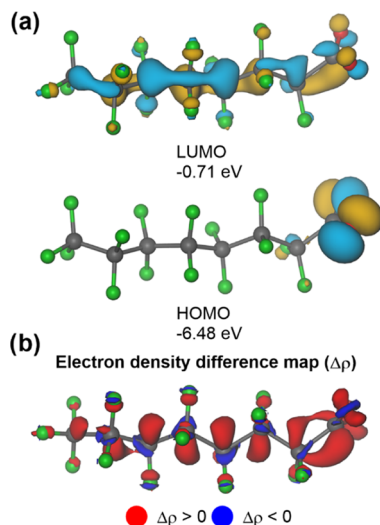 (a)
LUMO
-0.71 eV
HOMO
-6.48 eV
(b)
Electron density difference map (Δρ)
Δρ > 0 Δρ < 0